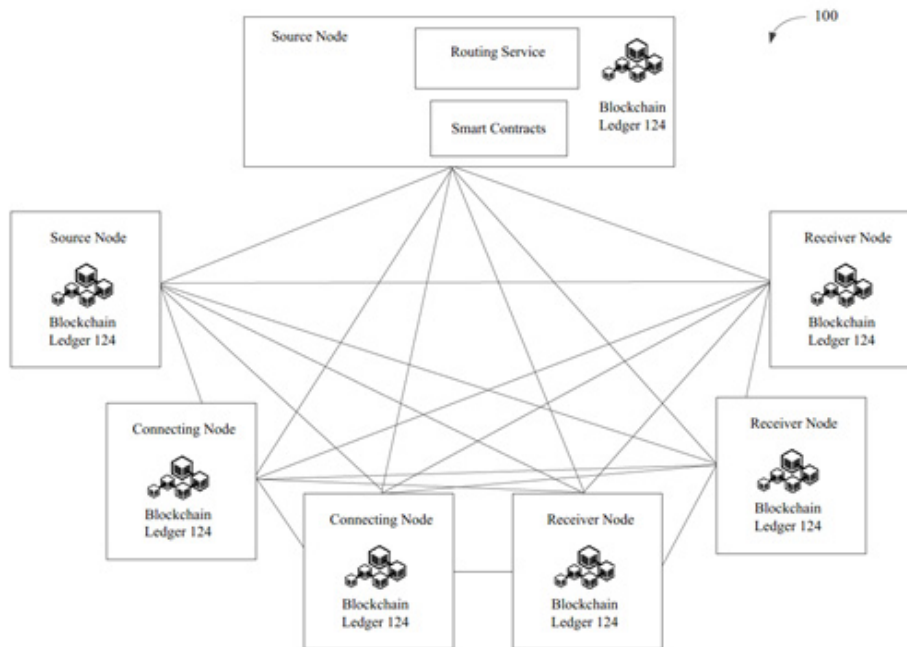 100
Source Node
Routing Service
Blockchain
Ledger 124
Smart Contracts
Source Node
Blockchain
Ledger 124
Receiver Node
Blockchain
Ledger 124
Connecting Node
Blockchain
Ledger 124
Receiver Node
Blockchain
Ledger 124
Connecting Node
Blockchain
Ledger 124
Receiver Node
Blockchain
Ledger 124